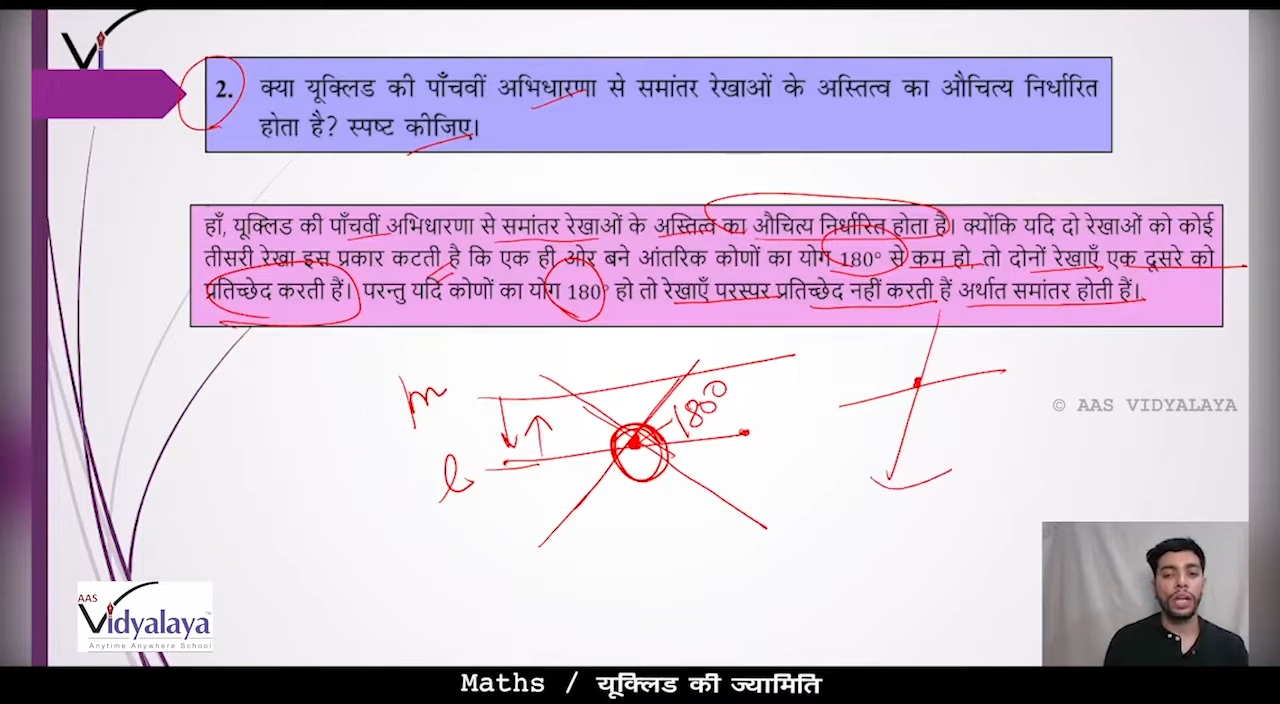 2. क्या यूक्लिड की पाँचवीं अभिधारणा से समांतर रेखाओं के अस्तित्व का औचित्य निर्धारित
होता है? स्पष्ट कीजिए।
हाँ, यूक्लिड की पाँचवीं अभिधारणा से समांतर रेखाओं के अस्तित्व का औचित्य निर्धारित होता है। क्योंकि यदि दो रेखाओं को कोई
तीसरी रेखा इस प्रकार कटती है कि एक ही ओर बने आंतरिक कोणों का योग 180° से कम हो, तो दोनों रेखाएँ एक दूसरे को
प्रतिच्छेद करती हैं। परन्तु यदि कोणों का योग 180° हो तो रेखाएँ परस्पर प्रतिच्छेद नहीं करती हैं अर्थात समांतर होती हैं।
m
180°
l
© AAS VIDYALAYA
AAS
Vidyalaya
TM
Anytime Anywhere School
Maths / यूक्लिड की ज्यामिति